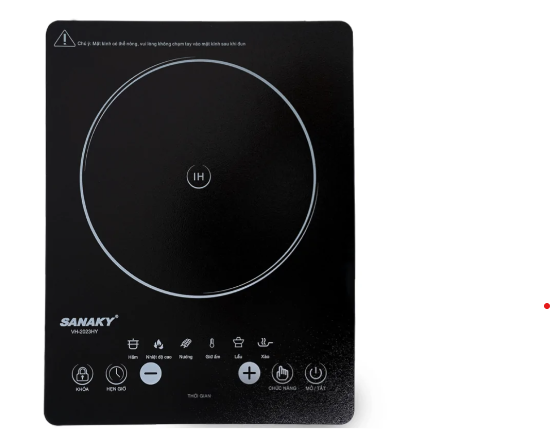 Chú ý: Mặt kính có thể nóng, vui lòng không chạm tay vào mặt kính sau khi đun
IH
SANAKY®
VH-2023HY
Hầm Nhiệt độ cao Nướng Giữ ấm Lẩu Xào
KHÓA HẸN GIỜ CHỨC NĂNG MỞ / TẮT
THỜI GIAN